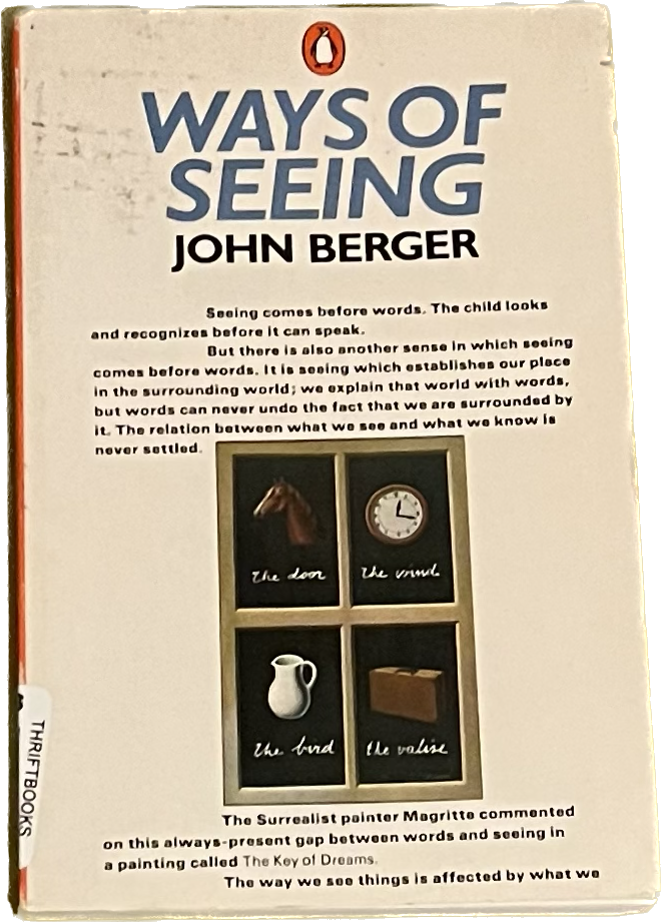 WAYS OF
SEEING
JOHN BERGER
Seeing comes before words. The child looks
and recognizes before it can speak.
But there is also another sense in which seeing
comes before words. It is seeing which establishes our place
in the surrounding world; we explain that world with words,
but words can never undo the fact that we are surrounded by
it. The relation between what we see and what we know is
never settled.
the door
the wind
the bird
the valise
The Surrealist painter Magritte commented
on this always-present gap between words and seeing in
a painting called The Key of Dreams.
The way we see things is affected by what we
THRIFTBOOKS